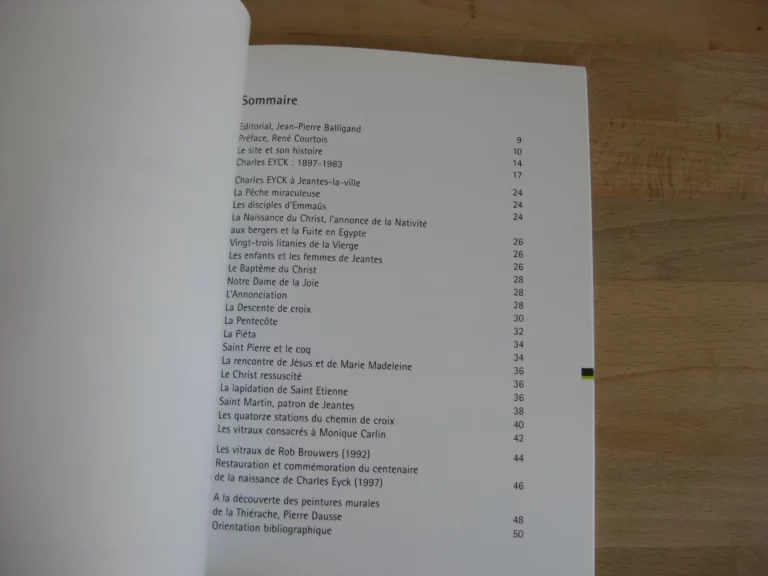 Sommaire
Editorial, Jean-Pierre Balligand 9
Préface, René Courtois 10
Le site et son histoire 14
Charles EYCK : 1897-1983 17
Charles EYCK à Jeantes-la-ville 24
La Pêche miraculeuse 24
Les disciples d'Emmaüs 24
La Naissance du Christ, l'annonce de la Nativité
aux bergers et la Fuite en Egypte 26
Vingt-trois litanies de la Vierge 26
Les enfants et les femmes de Jeantes 26
Le Baptême du Christ 28
Notre Dame de la Joie 28
L'Annonciation 28
La Descente de croix 30
La Pentecôte 32
La Piéta 34
Saint Pierre et le coq 34
La rencontre de Jésus et de Marie Madeleine 36
Le Christ ressuscité 36
La lapidation de Saint Etienne 36
Saint Martin, patron de Jeantes 38
Les quatorze stations du chemin de croix 40
Les vitraux consacrés à Monique Carlin 42
Les vitraux de Rob Brouwers (1992) 44
Restauration et commémoration du centenaire
de la naissance de Charles Eyck (1997) 46
A la découverte des peintures murales
de la Thiérache, Pierre Dausse 48
Orientation bibliographique 50